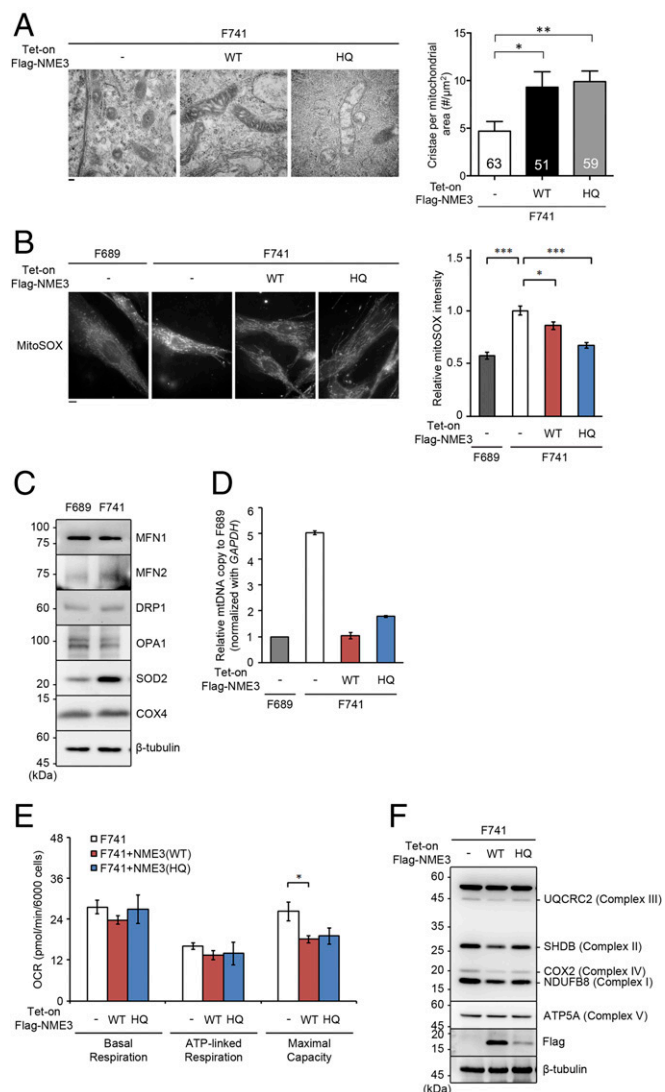 A
F741
Tet-on
Flag-NME3
- WT HQ
Cristae per mitochondrial
area (#/μm²)
15
10
5
0
* **
63 51 59
Tet-on
Flag-NME3
- WT HQ
F741
B
F689 F741
Tet-on
Flag-NME3
- - WT HQ
MitoSOX
Relative mitoSOX intensity
1.5
1.0
0.5
0
*** ***
*
Tet-on
Flag-NME3
- - WT HQ
F689 F741
C
F689 F741
100
75
MFN1
75
MFN2
60
DRP1
100
OPA1
20
SOD2
15
COX4
60
45
β-tubulin
(kDa)
D
Relative mtDNA copy to F689
(normalized with GAPDH)
6
5
4
3
2
1
0
Tet-on
Flag-NME3
- - WT HQ
F689 F741
E
F741
F741+NME3(WT)
F741+NME3(HQ)
OCR (pmol/min/6000 cells)
48
36
24
12
0
*
Tet-on
Flag-NME3
- WT HQ - WT HQ - WT HQ
Basal
Respiration
ATP-linked
Respiration
Maximal
Capacity
F
F741
Tet-on
Flag-NME3
- WT HQ
60
45
UQCRC2 (Complex III)
35
25
SHDB (Complex II)
20
COX2 (Complex IV)
15
NDUFB8 (Complex I)
60
45
ATP5A (Complex V)
20
15
Flag
60
45
β-tubulin
(kDa)